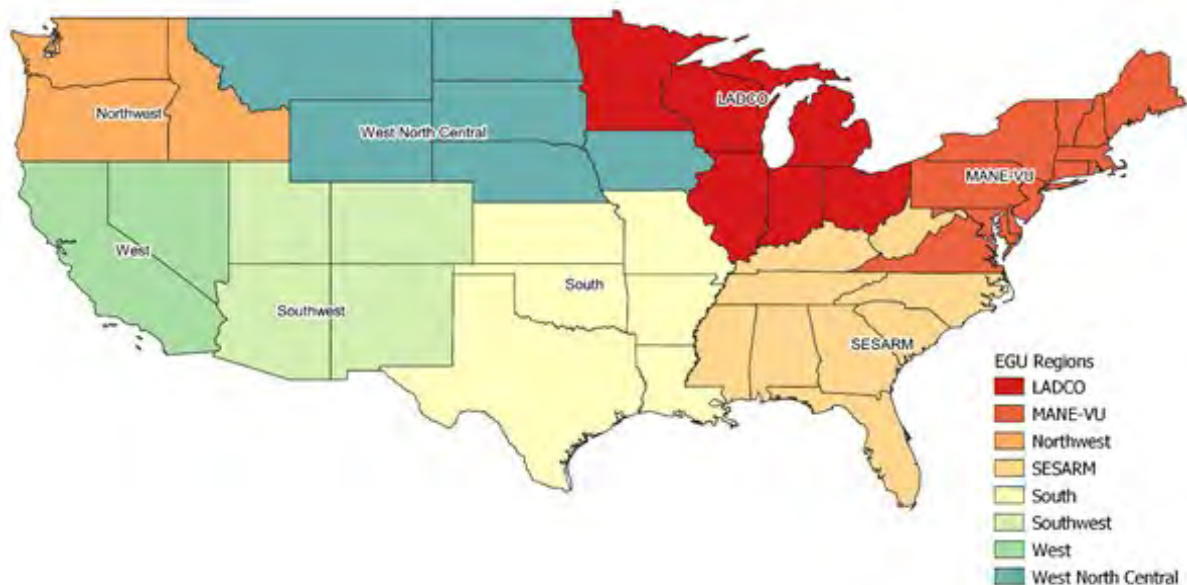 Northwest
West North Central
LADCO
MANE-VU
West
Southwest
South
SESARM
EGU Regions
LADCO
MANE-VU
Northwest
SESARM
South
Southwest
West
West North Central